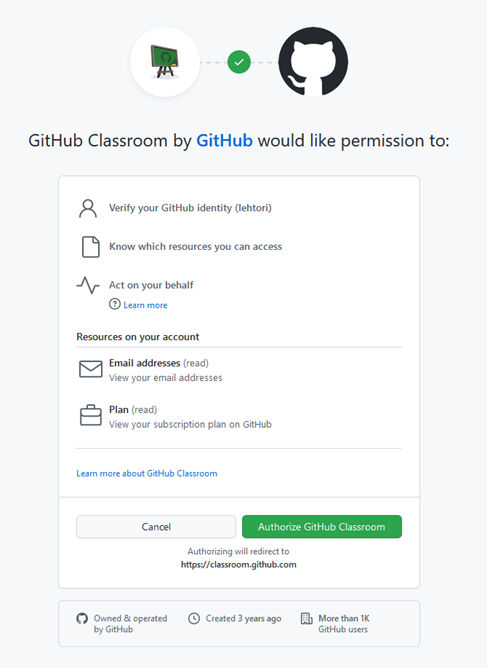 GitHub Classroom by GitHub would like permission to:
Verify your GitHub identity (lehtori)
Know which resources you can access
Act on your behalf
Learn more
Resources on your account
Email addresses (read)
View your email addresses
Plan (read)
View your subscription plan on GitHub
Learn more about GitHub Classroom
Cancel
Authorize GitHub Classroom
Authorizing will redirect to
https://classroom.github.com
Owned & operated
by GitHub
Created 3 years ago
More than 1K
GitHub users